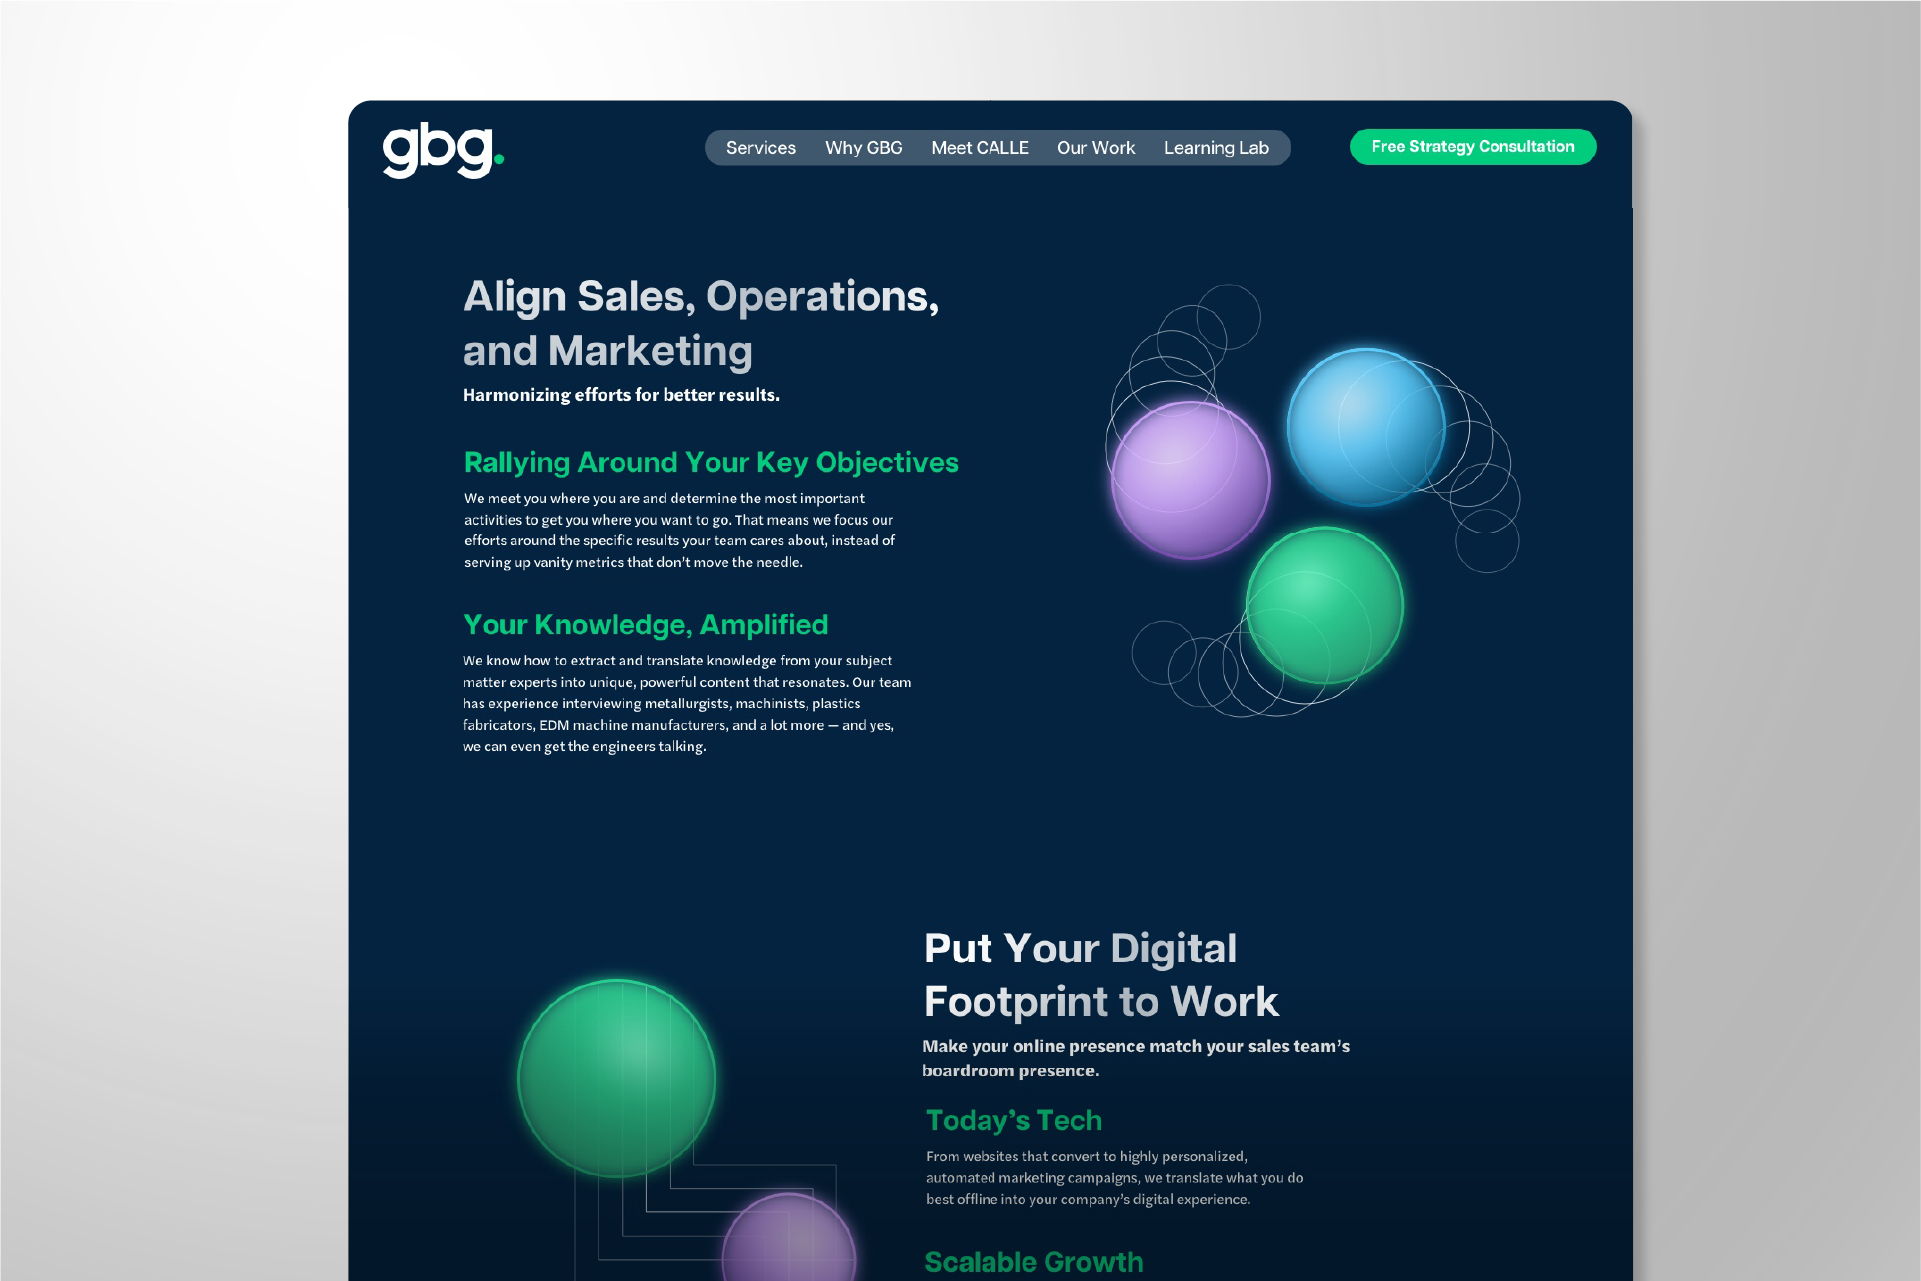 gbg.
Services Why GBG Meet CALLE Our Work Learning Lab
Free Strategy Consultation
Align Sales, Operations,
and Marketing
Harmonizing efforts for better results.
Rallying Around Your Key Objectives
We meet you where you are and determine the most important
activities to get you where you want to go. That means we focus our
efforts around the specific results your team cares about, instead of
serving up vanity metrics that don’t move the needle.
Your Knowledge, Amplified
We know how to extract and translate knowledge from your subject
matter experts into unique, powerful content that resonates. Our team
has experience interviewing metallurgists, machinists, plastics
fabricators, EDM machine manufacturers, and a lot more — and yes,
we can even get the engineers talking.
Put Your Digital
Footprint to Work
Make your online presence match your sales team’s
boardroom presence.
Today’s Tech
From websites that convert to highly personalized,
automated marketing campaigns, we translate what you do
best offline into your company’s digital experience.
Scalable Growth